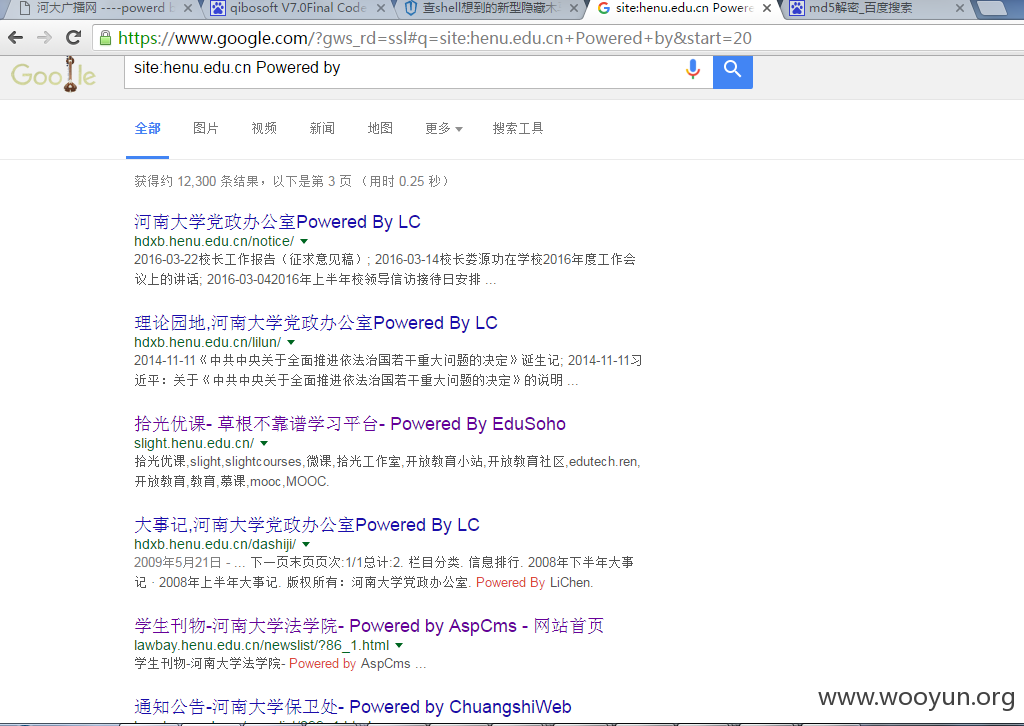 河大广播网 ----powerd b
qibosoft V7.0Final Code
查shell想到的新型隐藏木
site:henu.edu.cn Powere
md5解密_百度搜索
https://www.google.com/?gws_rd=ssl#q=site:henu.edu.cn+Powered+by&start=20
Google
site:henu.edu.cn Powered by
全部 图片 视频 新闻 地图 更多 搜索工具
获得约 12,300 条结果，以下是第 3 页 （用时 0.25 秒）
河南大学党政办公室Powered By LC
hdxb.henu.edu.cn/notice/
2016-03-22校长工作报告（征求意见稿）; 2016-03-14校长娄源功在学校2016年度工作会
议上的讲话; 2016-03-042016年上半年校领导信访接待日安排 ...
理论园地,河南大学党政办公室Powered By LC
hdxb.henu.edu.cn/lilun/
2014-11-11《中共中央关于全面推进依法治国若干重大问题的决定》诞生记; 2014-11-11习
近平：关于《中共中央关于全面推进依法治国若干重大问题的决定》的说明 ...
拾光优课- 草根不靠谱学习平台- Powered By EduSoho
slight.henu.edu.cn/
拾光优课,slight,slightcourses,微课,拾光工作室,开放教育小站,开放教育社区,edutech.ren,
开放教育,教育,慕课,mooc,MOOC.
大事记,河南大学党政办公室Powered By LC
hdxb.henu.edu.cn/dashiji/
2009年5月21日 - ... 下一页末页页次:1/1总计:2. 栏目分类. 信息排行. 2008年下半年大事
记 · 2008年上半年大事记. 版权所有：河南大学党政办公室. Powered By LiChen.
学生刊物-河南大学法学院- Powered by AspCms - 网站首页
lawbay.henu.edu.cn/newslist/?86_1.html
学生刊物-河南大学法学院- Powered by AspCms ...
通知公告-河南大学保卫处- Powered by ChuangshiWeb
www.wooyun.org